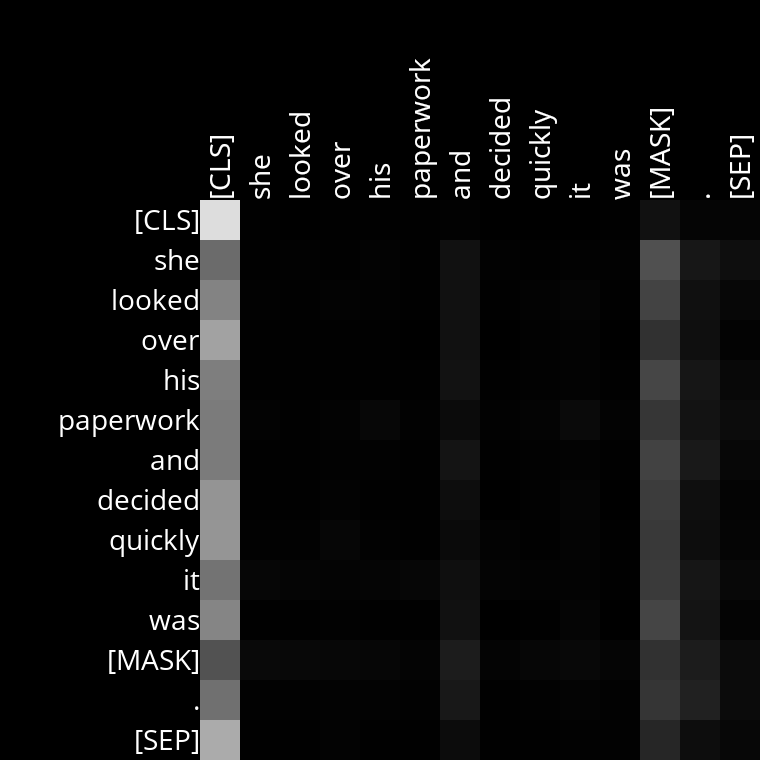 [CLS] she looked over his paperwork and decided quickly it was [MASK] . [SEP]
[CLS]
she
looked
over
his
paperwork
and
decided
quickly
it
was
[MASK]
.
[SEP]